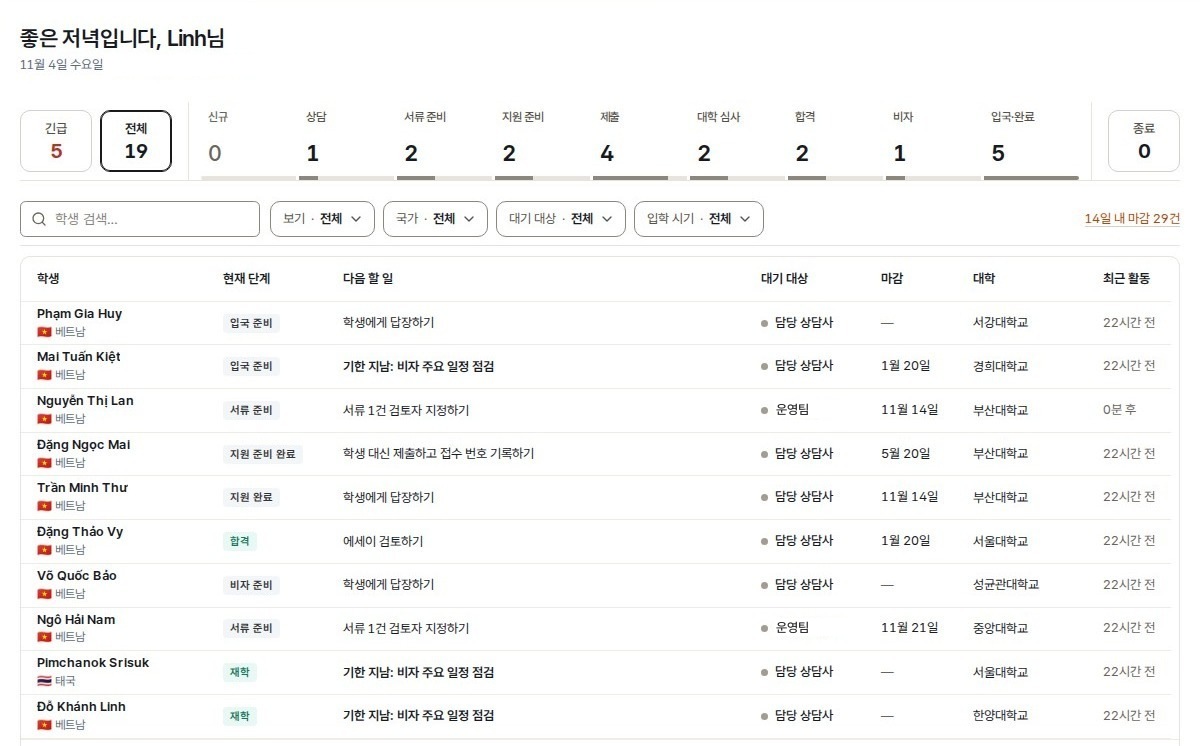 좋은 저녁입니다, Linh님
11월 4일 수요일
긴급
5
전체
19
신규
0
상담
1
서류 준비
2
지원 준비
2
제출
4
대학 심사
2
합격
2
비자
1
입국·완료
5
종료
0
학생 검색...
보기 · 전체
국가 · 전체
대기 대상 · 전체
입학 시기 · 전체
14일 내 마감 29건
학생 현재 단계 다음 할 일 대기 대상 마감 대학 최근 활동
Phạm Gia Huy
베트남
입국 준비 학생에게 답장하기 담당 상담사 — 서강대학교 22시간 전
Mai Tuấn Kiệt
베트남
입국 준비 기한 지남: 비자 주요 일정 점검 담당 상담사 1월 20일 경희대학교 22시간 전
Nguyễn Thị Lan
베트남
서류 준비 서류 1건 검토자 지정하기 운영팀 11월 14일 부산대학교 0분 후
Đặng Ngọc Mai
베트남
지원 준비 완료 학생 대신 제출하고 접수 번호 기록하기 담당 상담사 5월 20일 부산대학교 22시간 전
Trần Minh Thư
베트남
지원 완료 학생에게 답장하기 담당 상담사 11월 14일 부산대학교 22시간 전
Đặng Thảo Vy
베트남
합격 에세이 검토하기 담당 상담사 1월 20일 서울대학교 22시간 전
Võ Quốc Bảo
베트남
비자 준비 학생에게 답장하기 담당 상담사 — 성균관대학교 22시간 전
Ngô Hải Nam
베트남
서류 준비 서류 1건 검토자 지정하기 운영팀 11월 21일 중앙대학교 22시간 전
Pimchanok Srisuk
태국
재학 기한 지남: 비자 주요 일정 점검 담당 상담사 — 서울대학교 22시간 전
Đỗ Khánh Linh
베트남
재학 기한 지남: 비자 주요 일정 점검 담당 상담사 — 한양대학교 22시간 전